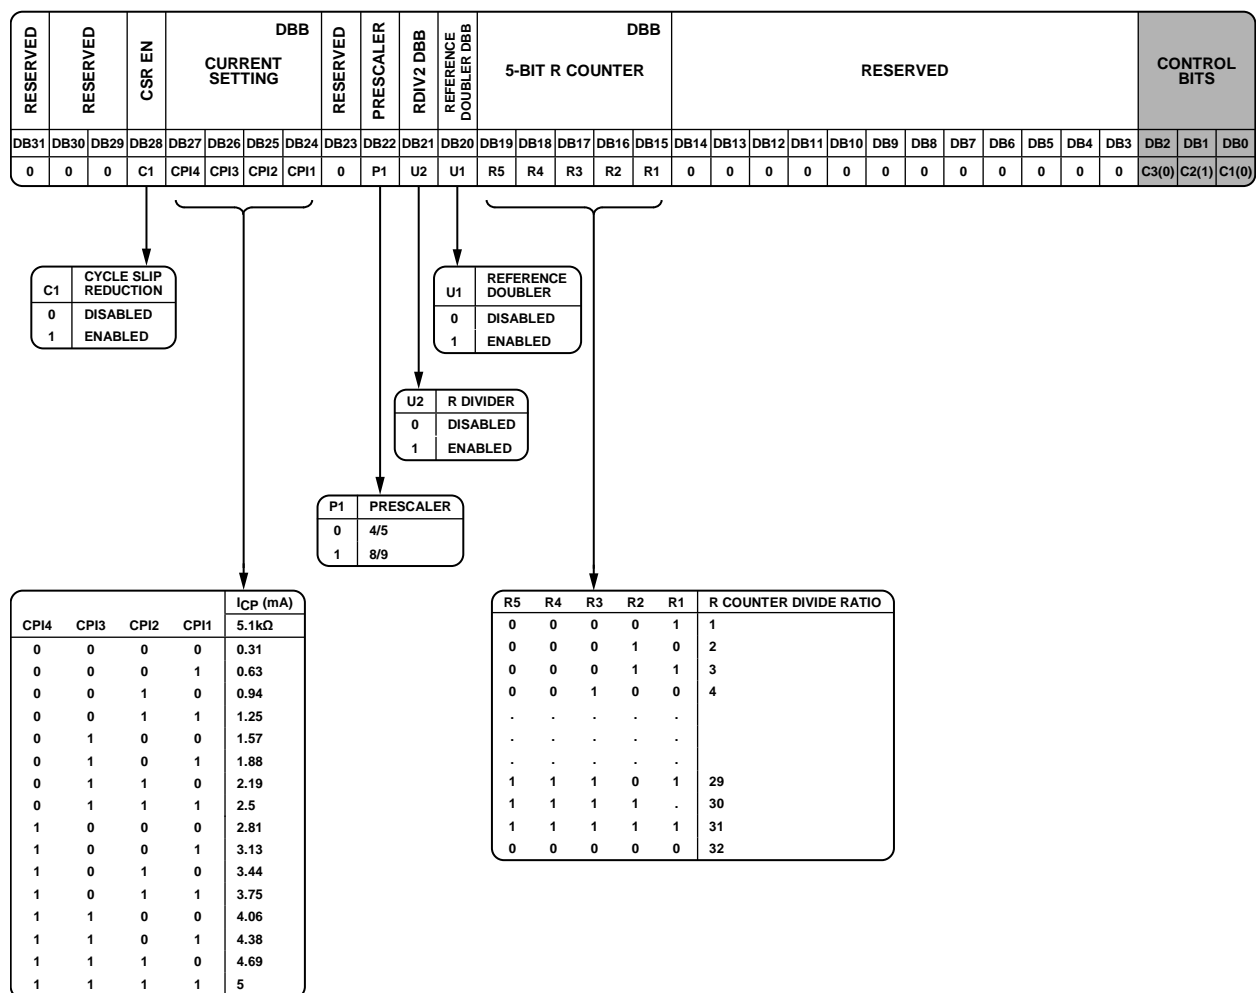 RESERVED
RESERVED
CSR EN
DBB
CURRENT
SETTING
RESERVED
PRESCALER
RDIV2 DBB
REFERENCE
DOUBLER DBB
DBB
5-BIT R COUNTER
RESERVED
CONTROL
BITS
DB31 DB30 DB29 DB28 DB27 DB26 DB25 DB24 DB23 DB22 DB21 DB20 DB19 DB18 DB17 DB16 DB15 DB14 DB13 DB12 DB11 DB10 DB9 DB8 DB7 DB6 DB5 DB4 DB3 DB2 DB1 DB0
0 0 0 C1 CPI4 CPI3 CPI2 CPI1 0 P1 U2 U1 R5 R4 R3 R2 R1 0 0 0 0 0 0 0 0 0 0 0 0 C3(0) C2(1) C1(0)
C1 CYCLE SLIP
REDUCTION
0 DISABLED
1 ENABLED
U1 REFERENCE
DOUBLER
0 DISABLED
1 ENABLED
U2 R DIVIDER
0 DISABLED
1 ENABLED
P1 PRESCALER
0 4/5
1 8/9
ICP (mA)
CPI4 CPI3 CPI2 CPI1 5.1kΩ
0 0 0 0 0.31
0 0 0 1 0.63
0 0 1 0 0.94
0 0 1 1 1.25
0 1 0 0 1.57
0 1 0 1 1.88
0 1 1 0 2.19
0 1 1 1 2.5
1 0 0 0 2.81
1 0 0 1 3.13
1 0 1 0 3.44
1 0 1 1 3.75
1 1 0 0 4.06
1 1 0 1 4.38
1 1 1 0 4.69
1 1 1 1 5
R5 R4 R3 R2 R1 R COUNTER DIVIDE RATIO
0 0 0 0 1 1
0 0 0 1 0 2
0 0 0 1 1 3
0 0 1 0 0 4
. . . . .
. . . . .
. . . . .
1 1 1 0 1 29
1 1 1 1 . 30
1 1 1 1 1 31
0 0 0 0 0 32